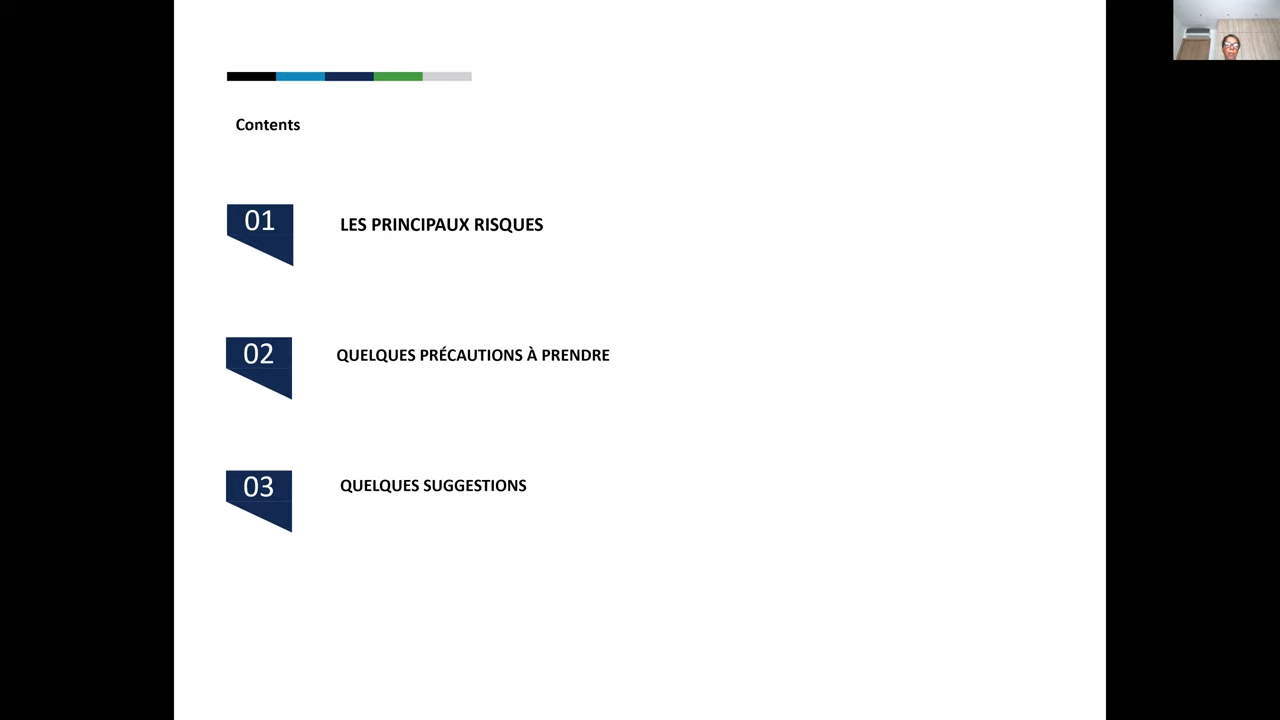 Contents
01
LES PRINCIPAUX RISQUES
02
QUELQUES PRÉCAUTIONS À PRENDRE
03
QUELQUES SUGGESTIONS